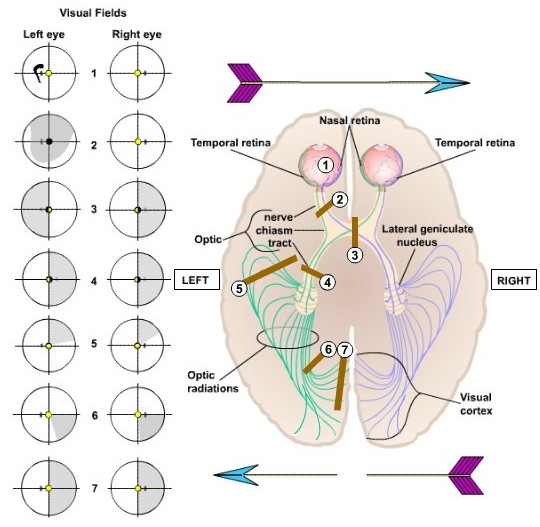 Visual Fields
Left eye Right eye
1
2
3
4
5
6
7
Nasal retina
Temporal retina
Temporal retina
1
2
nerve
Optic
chiasm
tract
Lateral geniculate
nucleus
3
4
5
LEFT
RIGHT
6
7
Optic
radiations
Visual
cortex